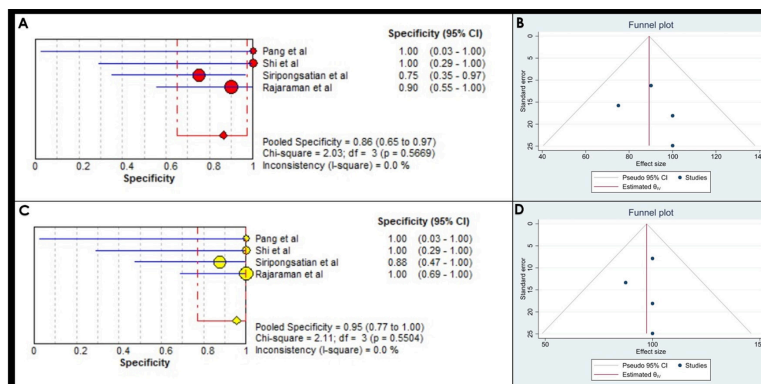 A
Specificity (95% CI)
Pang et al 1.00 (0.03 - 1.00)
Shi et al 1.00 (0.29 - 1.00)
Siripongsatian et al 0.75 (0.35 - 0.97)
Rajaraman et al 0.90 (0.55 - 1.00)
Pooled Specificity = 0.86 (0.65 to 0.97)
Chi-square = 2.03; df = 3 (p = 0.5669)
Inconsistency (I-square) = 0.0 %
0 0.2 0.4 0.6 0.8 1
Specificity
B
Funnel plot
Standard error
0
5
10
15
20
25
40 60 80 100 120
Effect size
Pseudo 95% CI Studies
Estimated θIV
C
Specificity (95% CI)
Pang et al 1.00 (0.03 - 1.00)
Shi et al 1.00 (0.29 - 1.00)
Siripongsatian et al 0.88 (0.47 - 1.00)
Rajaraman et al 1.00 (0.69 - 1.00)
Pooled Specificity = 0.95 (0.77 to 1.00)
Chi-square = 2.11; df = 3 (p = 0.5504)
Inconsistency (I-square) = 0.0 %
0 0.2 0.4 0.6 0.8 1
Specificity
D
Funnel plot
Standard error
0
5
10
15
20
25
50 100
Effect size
Pseudo 95% CI Studies
Estimated θIV